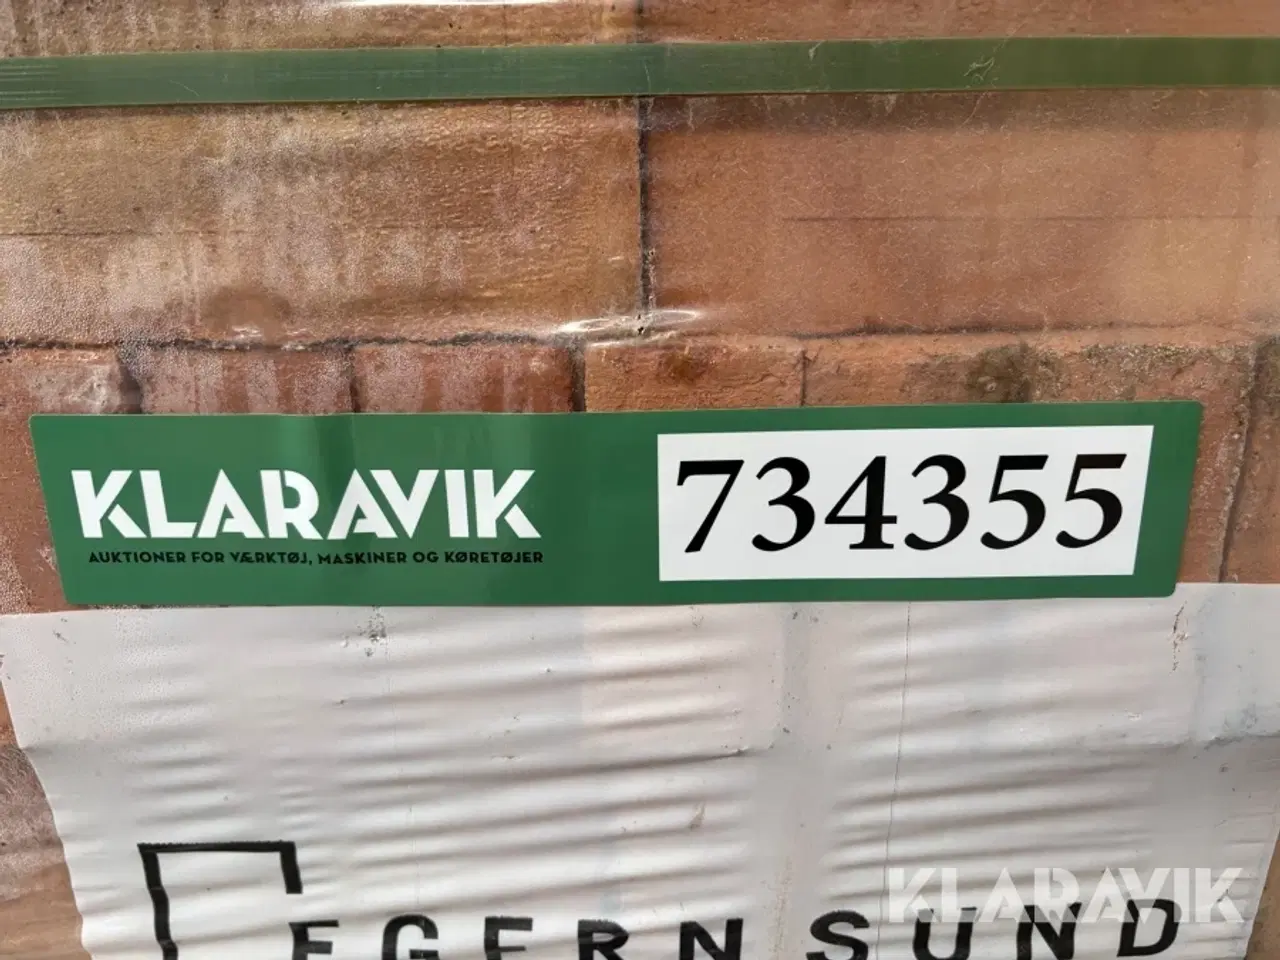 KLARAVIK
AUKTIONER FOR VÆRKTØJ, MASKINER OG KØRETØJER
734355
EGERNSUND
KLARAVIK